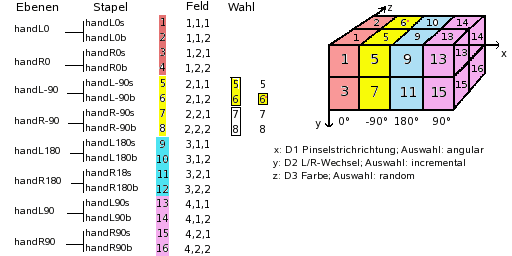 Ebenen Stapel Feld Wahl
handL0 handL0s 1 1,1,1
handL0b 2 1,1,2
handR0 handR0s 3 1,2,1
handR0b 4 1,2,2
handL-90 handL-90s 5 2,1,1 5 5
handL-90b 6 2,1,2 6 6
handR-90 handR-90s 7 2,2,1 7 7
handR-90b 8 2,2,2 8 8
handL180 handL180s 9 3,1,1
handL180b 10 3,1,2
handR180 handR18s 11 3,2,1
handR180b 12 3,2,2
handL90 handL90s 13 4,1,1
handL90b 14 4,1,2
handR90 handR90s 15 4,2,1
handR90b 16 4,2,2
z
2 6 10 14
1 5 9 13 14
x
1 5 9 13 15 16
3 7 11 15
y 0° -90° 180° 90°
x: D1 Pinselstrichrichtung; Auswahl: angular
y: D2 L/R-Wechsel; Auswahl: incremental
z: D3 Farbe; Auswahl: random